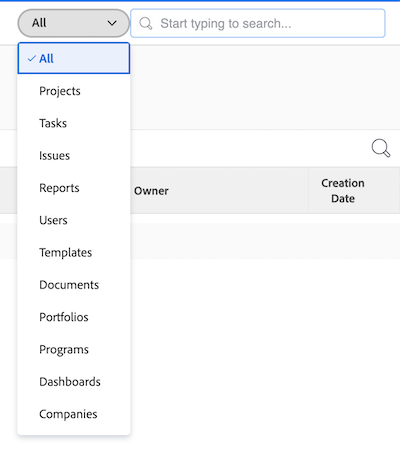 All
Start typing to search...
All
Projects
Tasks
Issues
Reports
Users
Templates
Documents
Portfolios
Programs
Dashboards
Companies
Owner
Creation
Date